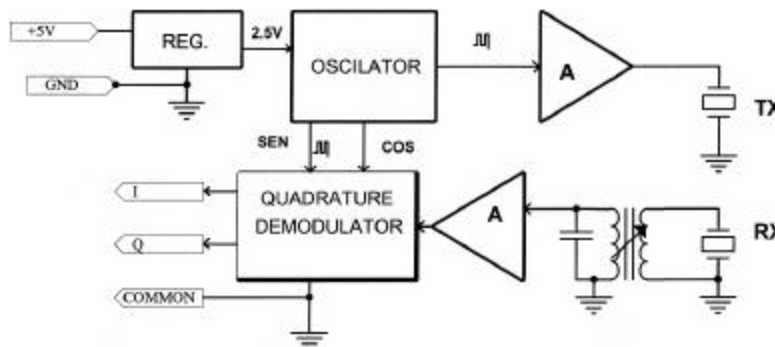 +5V
REG.
2.5V
OSCILATOR
A
TX
GND
SEN
COS
I
QUADRATURE
DEMODULATOR
A
RX
Q
COMMON